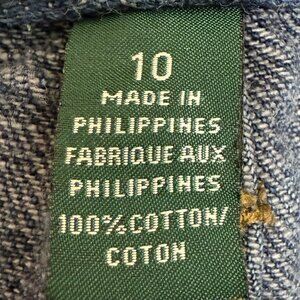 10
MADE IN
PHILIPPINES
FABRIQUE AUX
PHILIPPINES
100% COTTON/
COTON